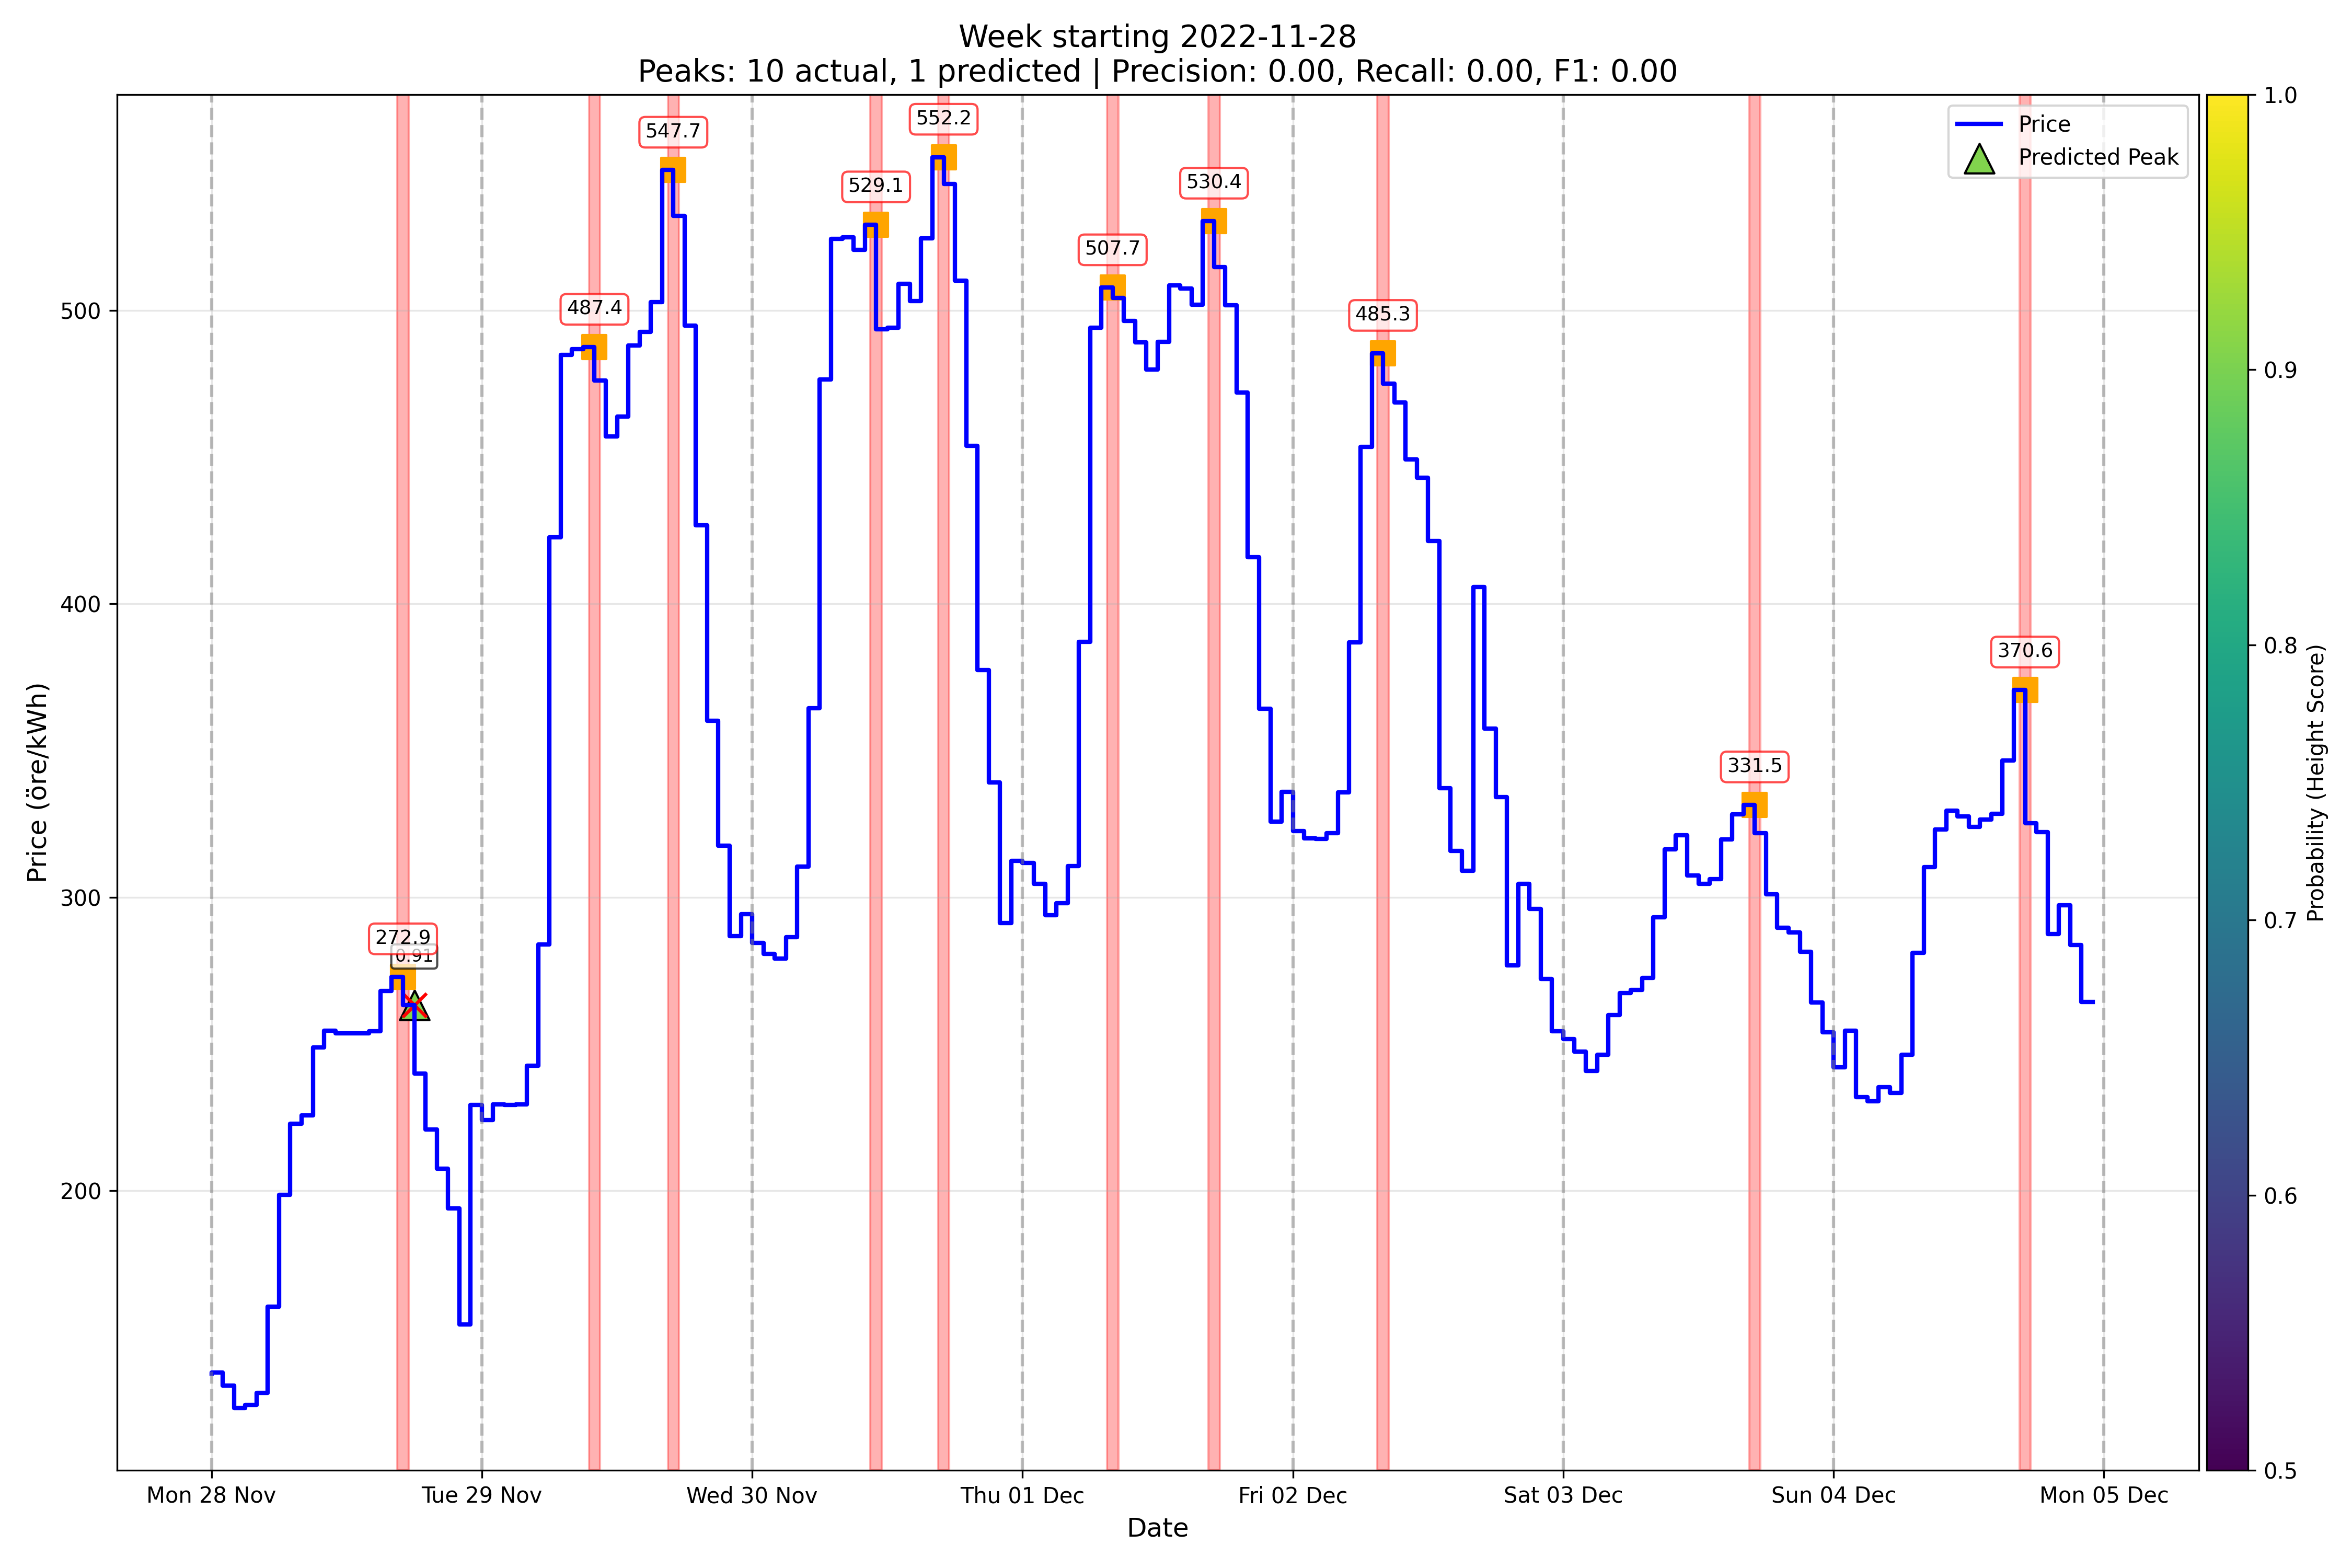 Week starting 2022-11-28
Peaks: 10 actual, 1 predicted | Precision: 0.00, Recall: 0.00, F1: 0.00
Price
Predicted Peak
552.2
547.7
529.1
530.4
507.7
487.4
485.3
370.6
331.5
272.9
0.91
500
400
300
200
Price (öre/kWh)
Mon 28 Nov
Tue 29 Nov
Wed 30 Nov
Thu 01 Dec
Fri 02 Dec
Sat 03 Dec
Sun 04 Dec
Mon 05 Dec
Date
1.0
0.9
0.8
0.7
0.6
0.5
Probability (Height Score)